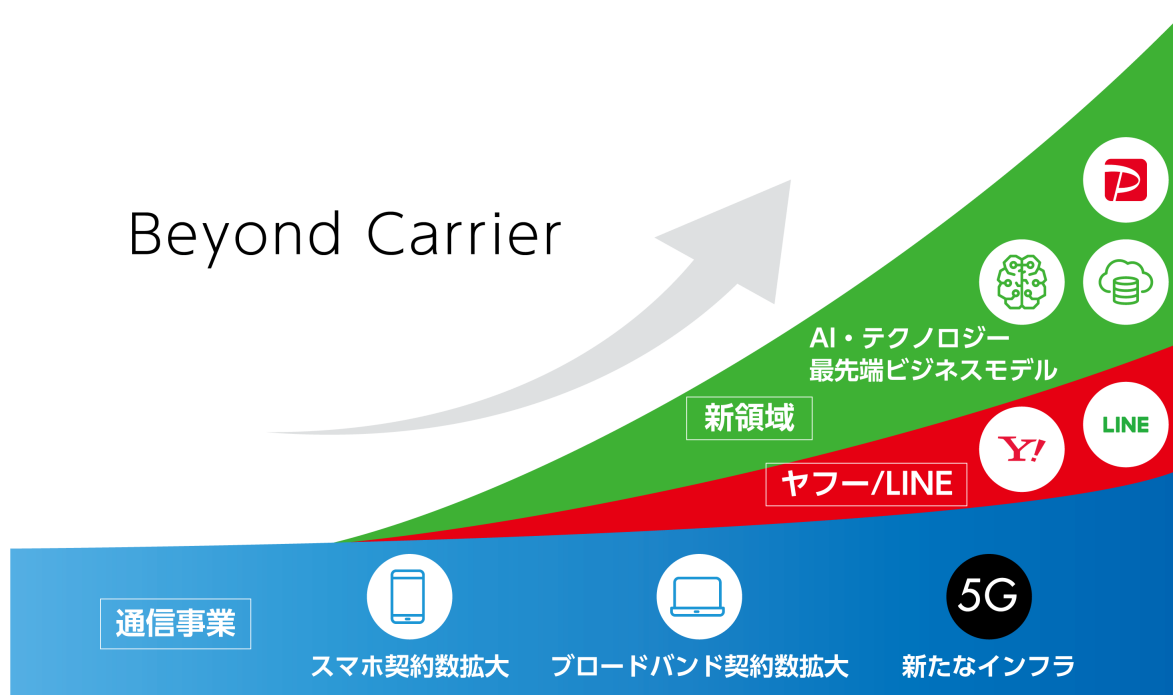 Beyond Carrier
AI・テクノロジー
最先端ビジネスモデル
新領域
LINE
Y!
ヤフー/LINE
5G
通信事業
スマホ契約数拡大
ブロードバンド契約数拡大
新たなインフラ